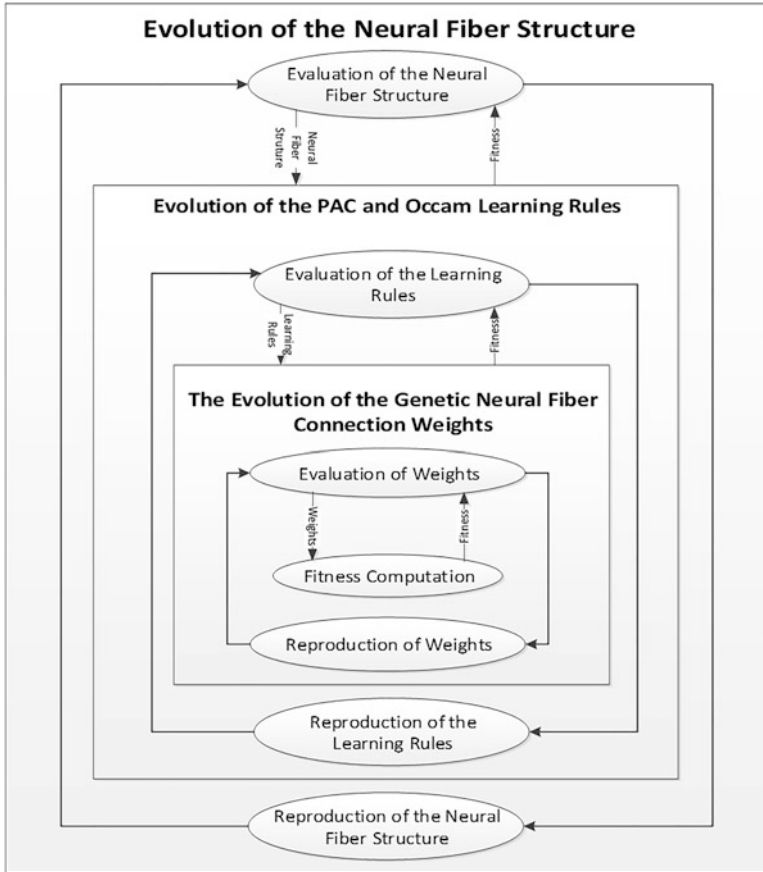 Evolution of the Neural Fiber Structure
Evaluation of the Neural
Fiber Structure
Neural
Fiber
Struture
Fitness
Evolution of the PAC and Occam Learning Rules
Evaluation of the Learning
Rules
Learning
Rules
Fitness
The Evolution of the Genetic Neural Fiber
Connection Weights
Evaluation of Weights
Weights
Fitness
Fitness Computation
Reproduction of Weights
Reproduction of the
Learning Rules
Reproduction of the Neural
Fiber Structure